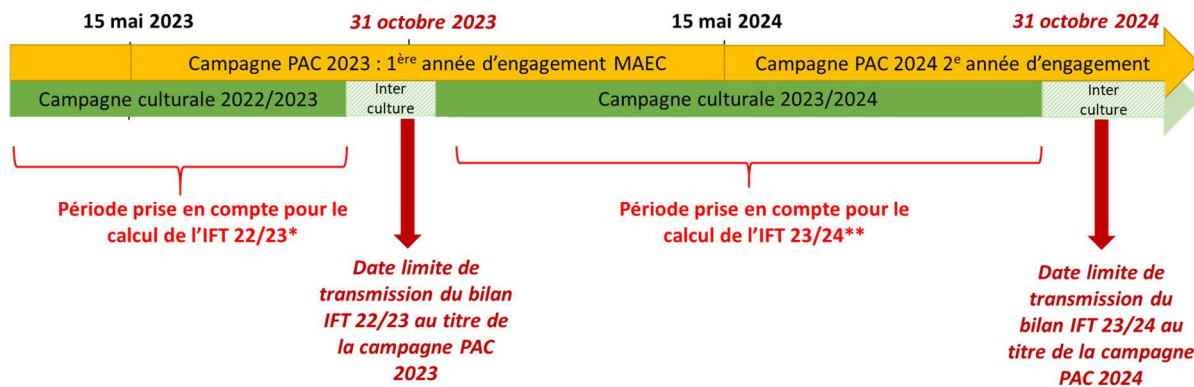 15 mai 2023
31 octobre 2023
15 mai 2024
31 octobre 2024
Campagne PAC 2023 : 1ère année d’engagement MAEC
Campagne PAC 2024 2e année d’engagement
Campagne culturale 2022/2023
Inter
culture
Campagne culturale 2023/2024
Inter
culture
Période prise en compte pour le
calcul de l’IFT 22/23*
Période prise en compte pour le
calcul de l’IFT 23/24**
Date limite de
transmission du bilan
IFT 22/23 au titre de
la campagne PAC
2023
Date limite de
transmission du
bilan IFT 23/24 au
titre de la campagne
PAC 2024